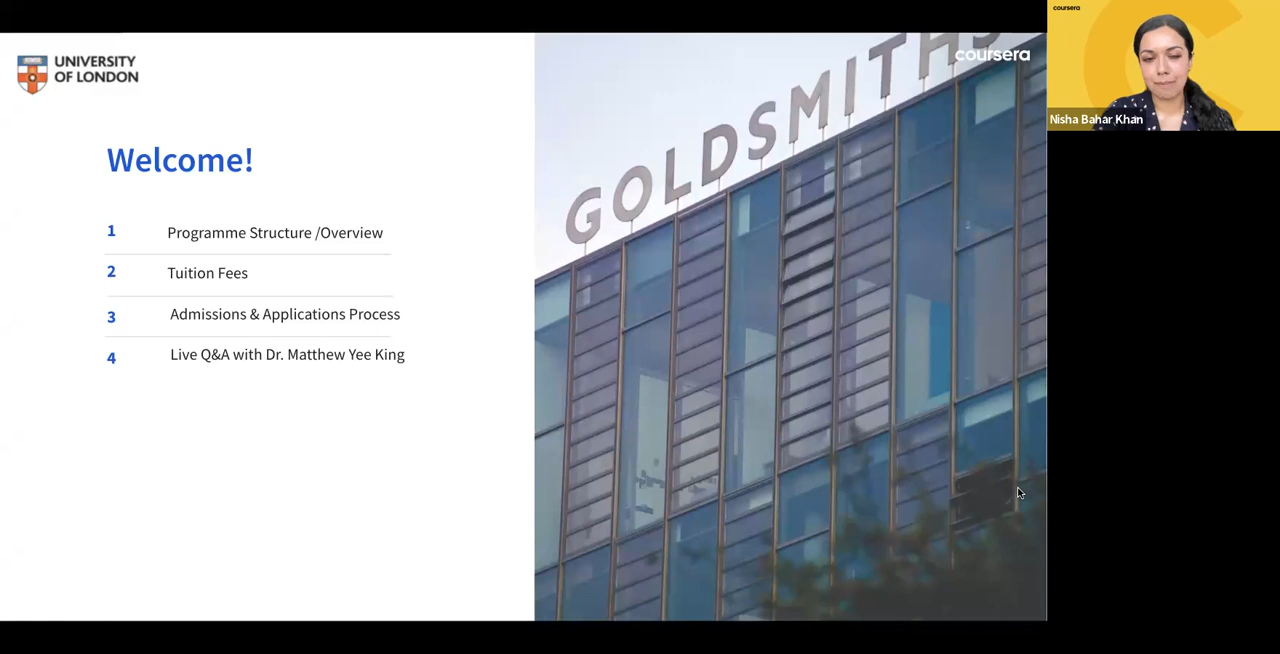 UNIVERSITY
OF LONDON
Welcome!
1 Programme Structure /Overview
2 Tuition Fees
3 Admissions & Applications Process
4 Live Q&A with Dr. Matthew Yee King
GOLDSMITHS
coursera
coursera
Nisha Bahar Khan